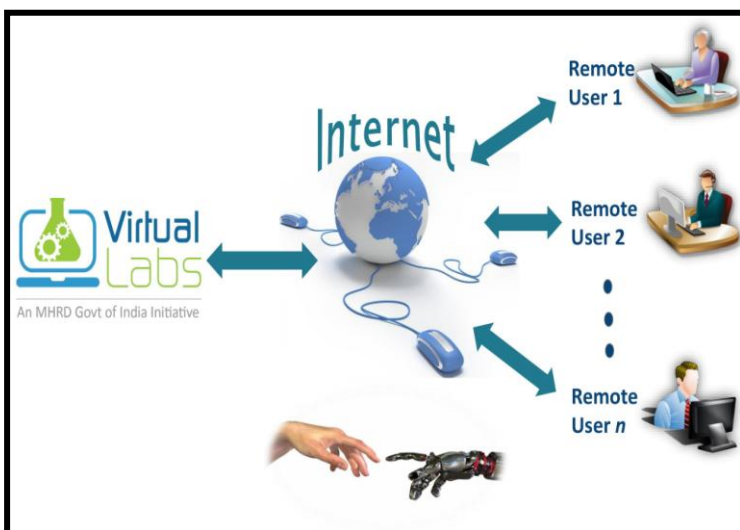 Internet
Virtual
Labs
An MHRD Govt of India Initiative
Remote
User 1
Remote
User 2
Remote
User n